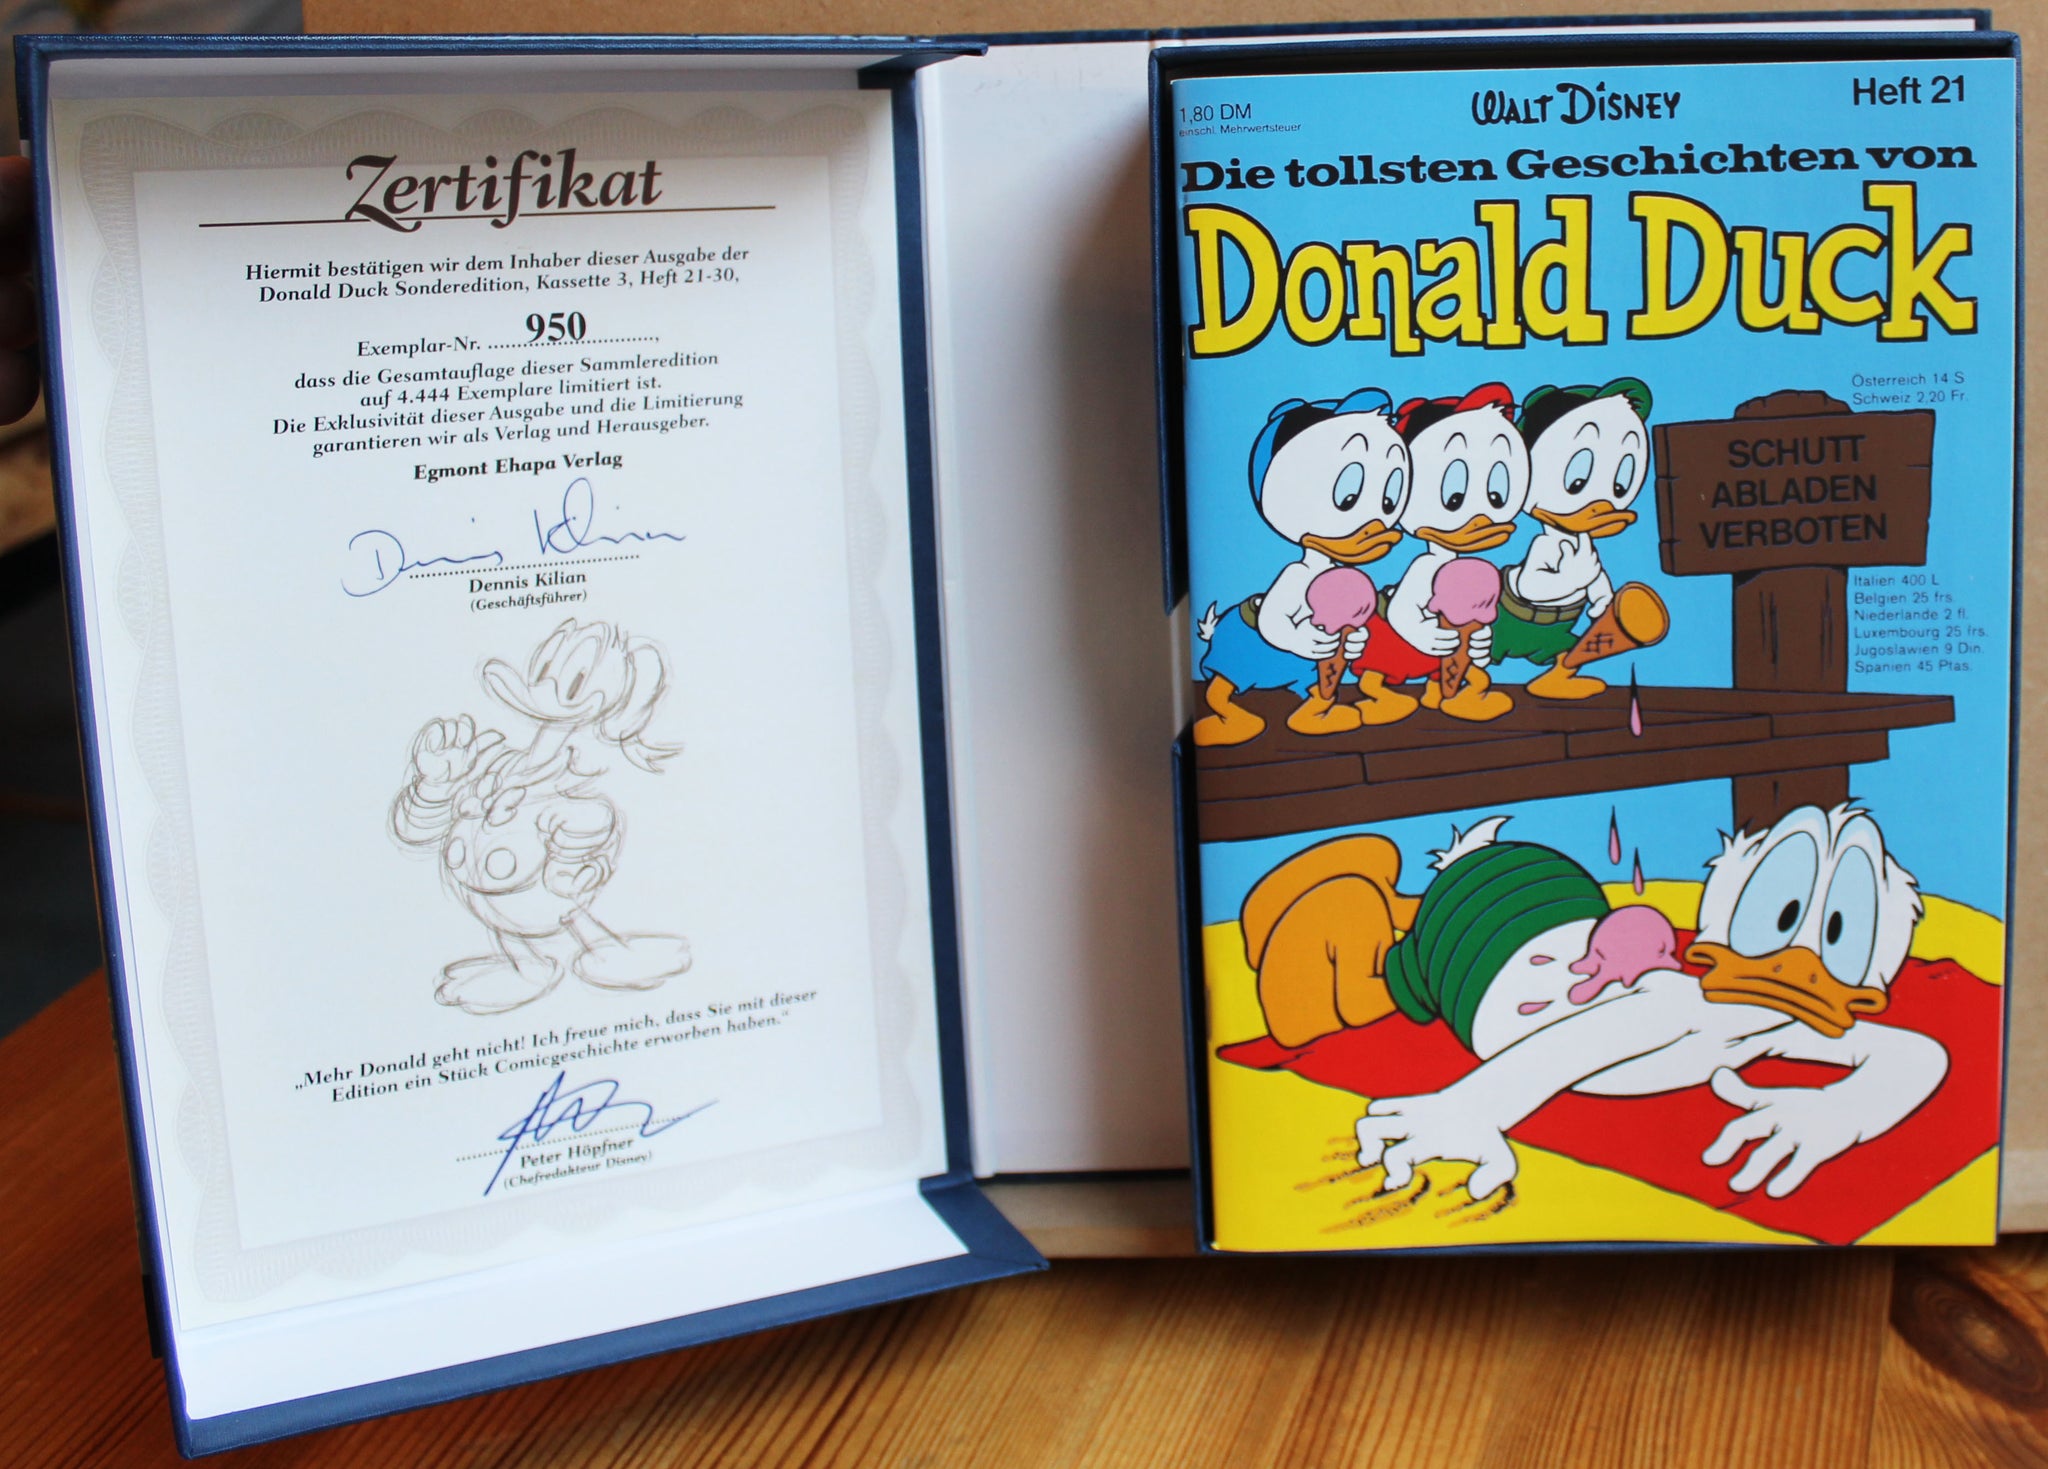 Zertifikat
Hiermit bestätigen wir dem Inhaber dieser Ausgabe der
Donald Duck Sonderedition, Kassette 3, Heft 21-30,
Exemplar-Nr. ........950..............,
dass die Gesamtauflage dieser Sammleredition
auf 4.444 Exemplare limitiert ist.
Die Exklusivität dieser Ausgabe und die Limitierung
garantieren wir als Verlag und Herausgeber.
Egmont Ehapa Verlag
Dennis Kilian
Dennis Kilian
(Geschäftsführer)
„Mehr Donald geht nicht! Ich freue mich, dass Sie mit dieser
Edition ein Stück Comicgeschichte erworben haben.“
Peter Höpfner
(Chefredakteur Disney)
1,80 DM
einschl. Mehrwertsteuer
WALT DISNEY
Heft 21
Die tollsten Geschichten von
Donald Duck
Österreich 14 S
Schweiz 2,20 Fr.
SCHUTT
ABLADEN
VERBOTEN
Italien 400 L
Belgien 25 frs.
Niederlande 2 fl.
Luxembourg 25 frs.
Jugoslawien 9 Din.
Spanien 45 Ptas.